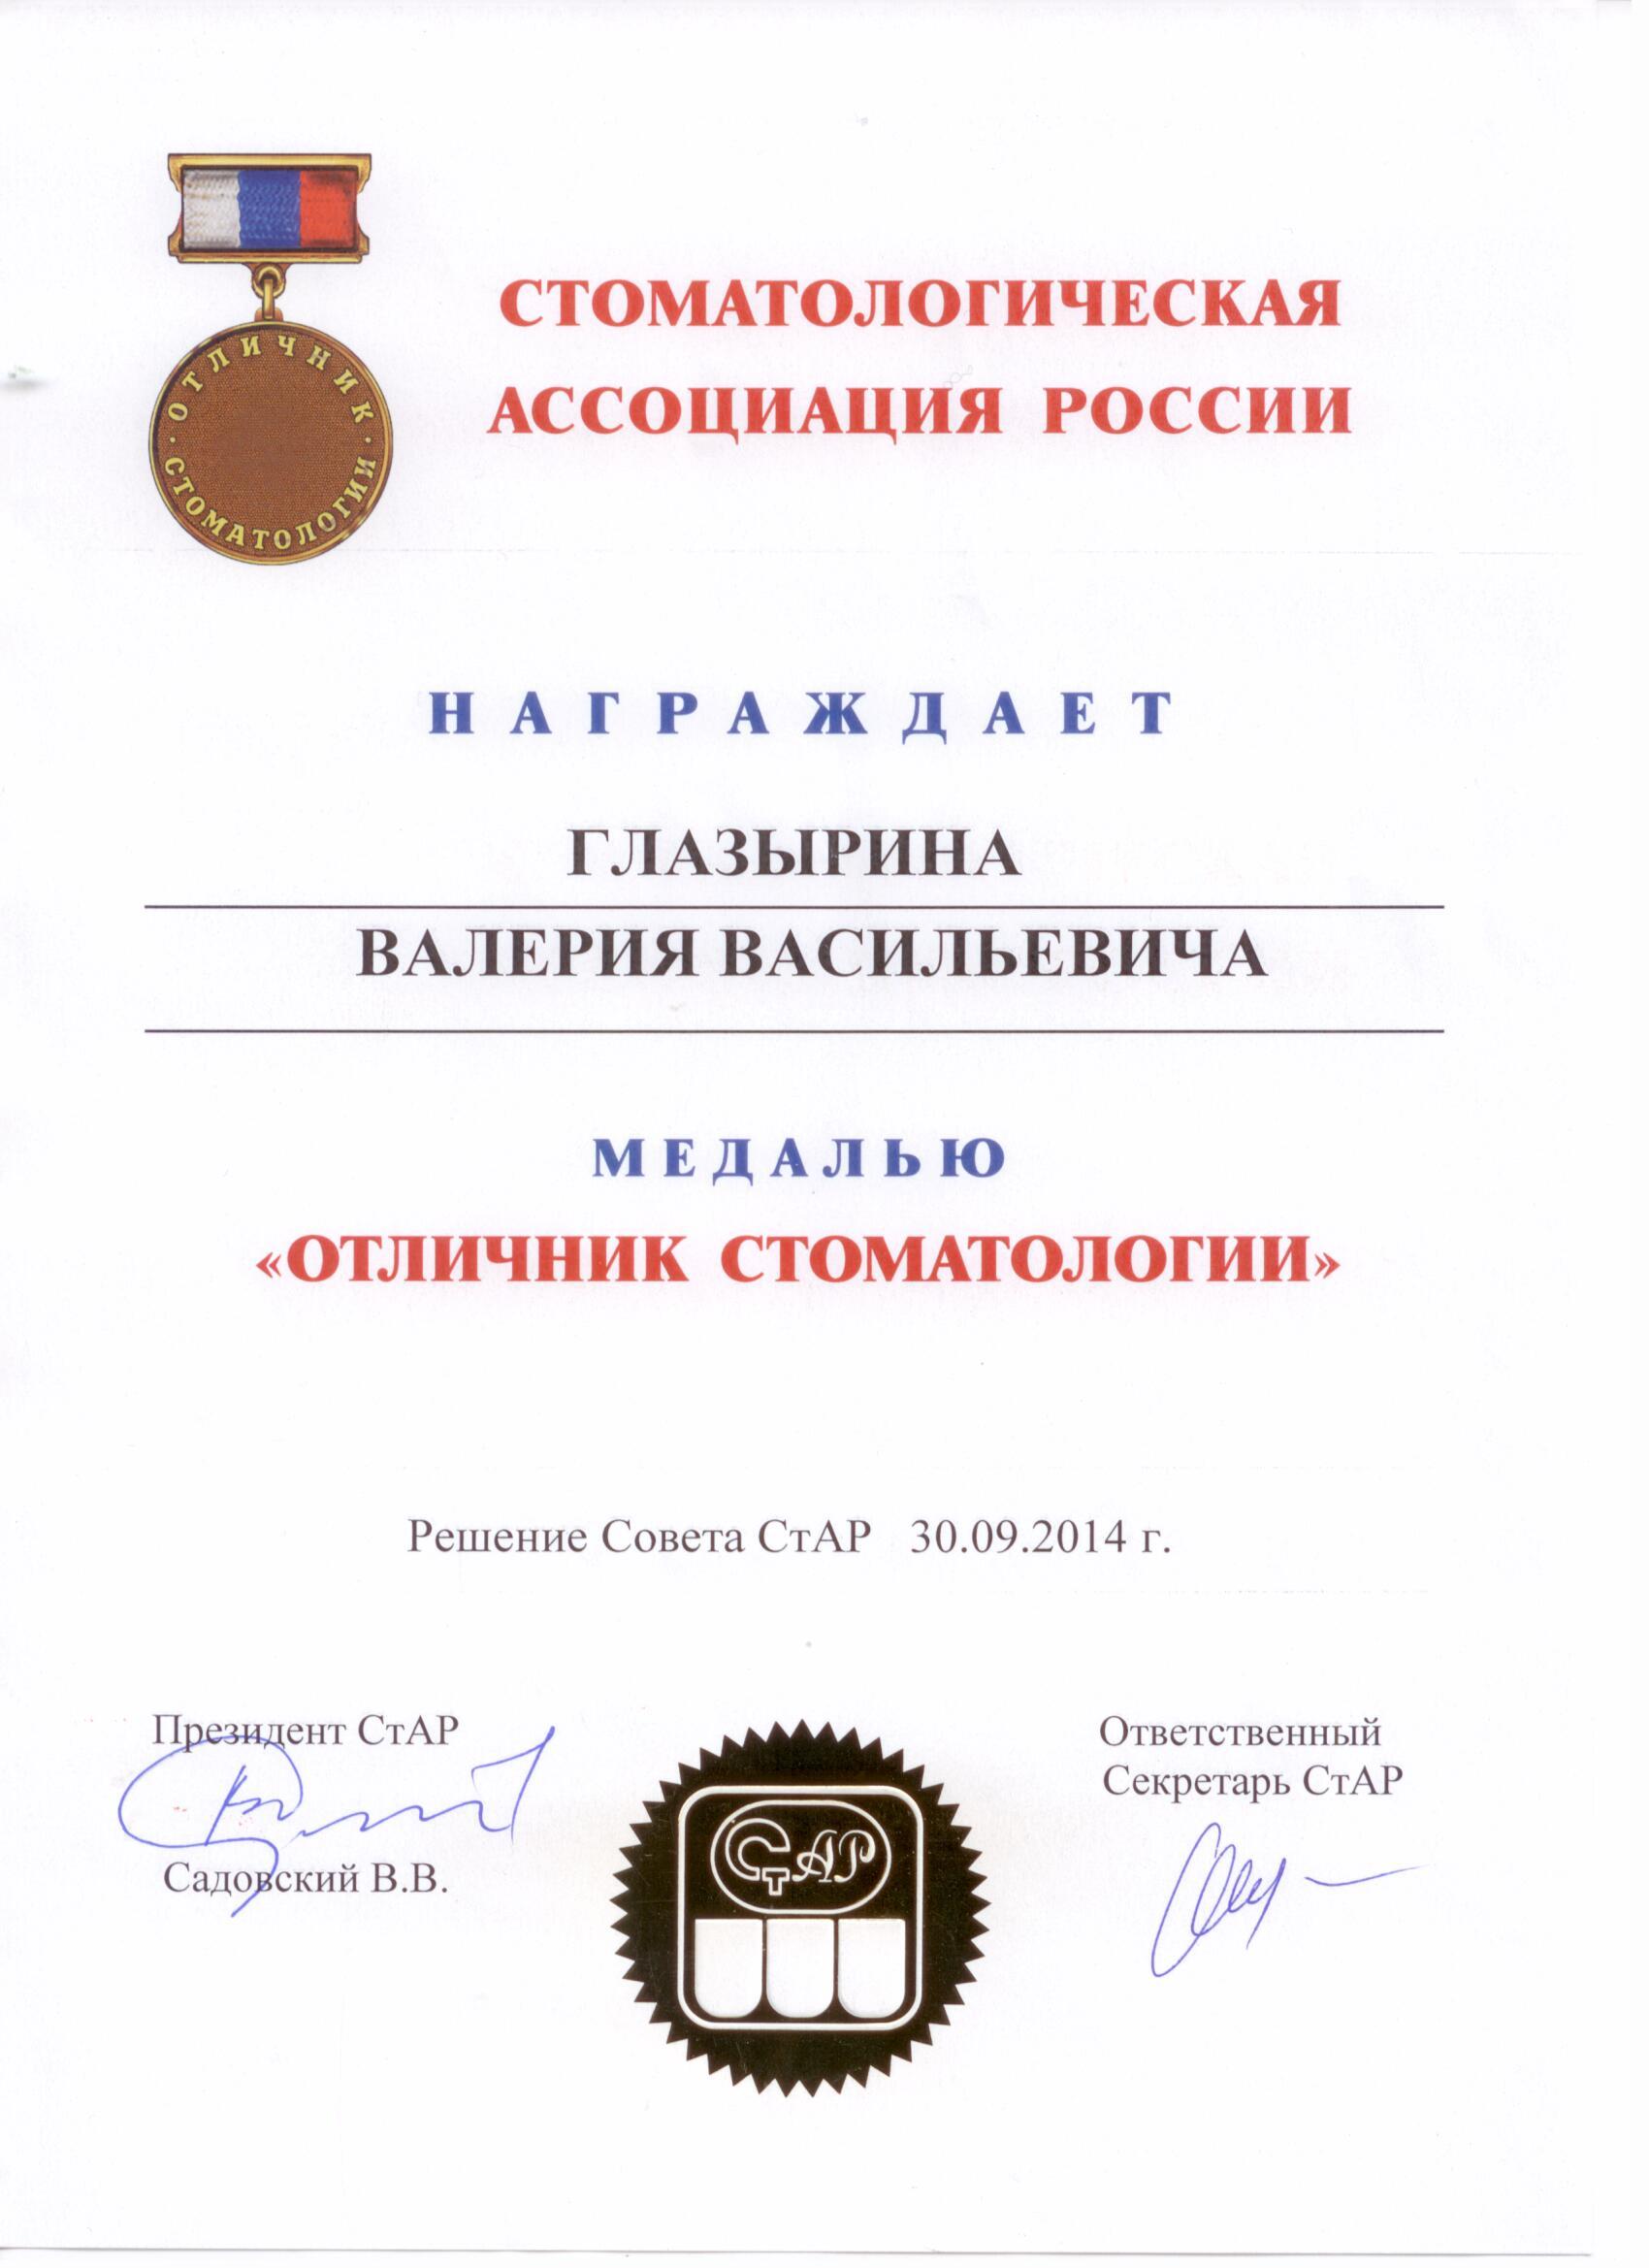 СТОМАТОЛОГИЧЕСКАЯ
АССОЦИАЦИЯ РОССИИ
ОТЛИЧНИК
СТОМАТОЛОГИИ
НАГРАЖДАЕТ
ГЛАЗЫРИНА
ВАЛЕРИЯ ВАСИЛЬЕВИЧА
МЕДАЛЬЮ
«ОТЛИЧНИК СТОМАТОЛОГИИ»
Решение Совета СтАР 30.09.2014 г.
Президент СтАР
Садовский В.В.
СтАР
Ответственный
Секретарь СтАР